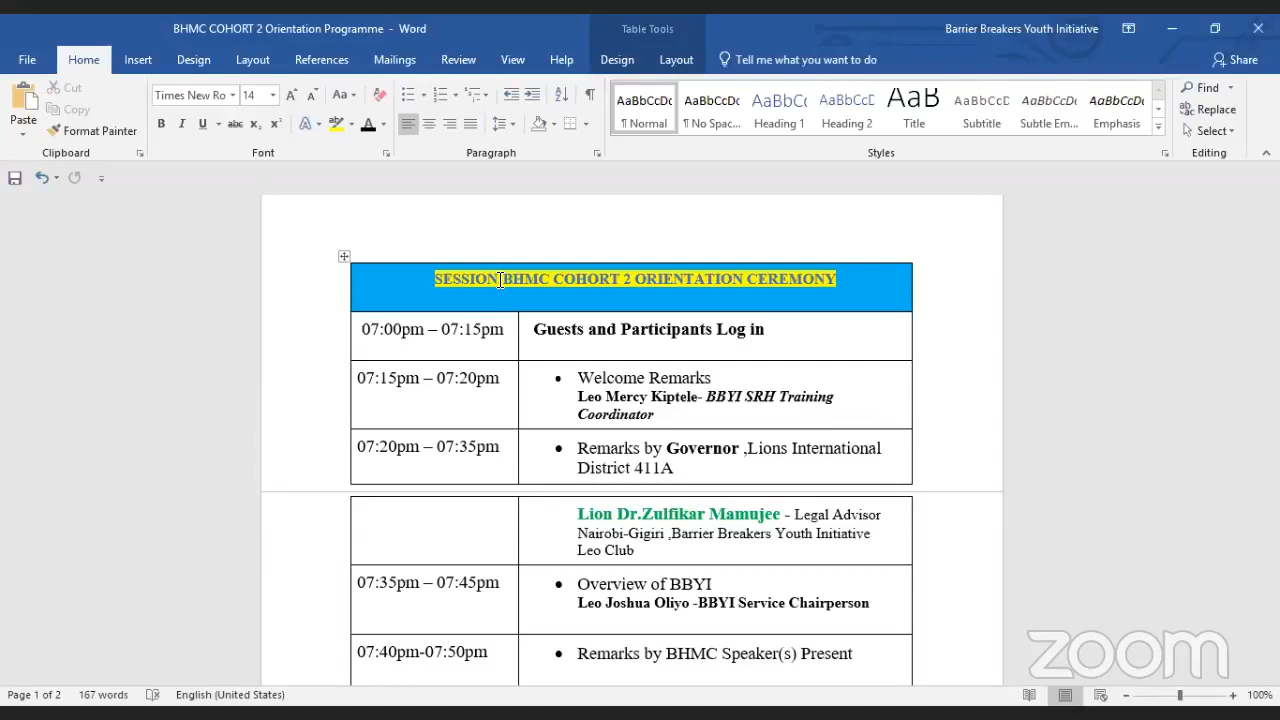 BHMC COHORT 2 Orientation Programme - Word
Table Tools
Barrier Breakers Youth Initiative
File Home Insert Design Layout References Mailings Review View Help Design Layout Tell me what you want to do Share
Cut
Copy
Format Painter
Paste
Times New Ro 14
AaBbCcDc AaBbCcDc AaBbCc AaBbCcC AaB AaBbCcD AaBbCcDt AaBbCcDt
¶ Normal ¶ No Spac... Heading 1 Heading 2 Title Subtitle Subtle Em... Emphasis
Find
Replace
Select
Clipboard Font Paragraph Styles Editing
SESSION BHMC COHORT 2 ORIENTATION CEREMONY
07:00pm – 07:15pm Guests and Participants Log in
07:15pm – 07:20pm • Welcome Remarks
Leo Mercy Kiptele- BBYI SRH Training
Coordinator
07:20pm – 07:35pm • Remarks by Governor ,Lions International
District 411A
Lion Dr.Zulfikar Mamujee - Legal Advisor
Nairobi-Gigiri ,Barrier Breakers Youth Initiative
Leo Club
07:35pm – 07:45pm • Overview of BBYI
Leo Joshua Oliyo -BBYI Service Chairperson
07:40pm-07:50pm • Remarks by BHMC Speaker(s) Present
zoom
Page 1 of 2 167 words English (United States) 100%